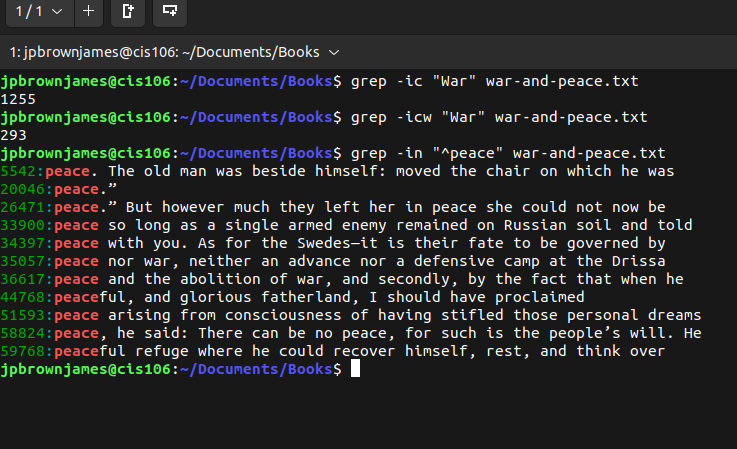 1 / 1
1: jpbrownjames@cis106: ~/Documents/Books
jpbrownjames@cis106:~/Documents/Books$ grep -ic "War" war-and-peace.txt
1255
jpbrownjames@cis106:~/Documents/Books$ grep -icw "War" war-and-peace.txt
293
jpbrownjames@cis106:~/Documents/Books$ grep -in "^peace" war-and-peace.txt
5542:peace. The old man was beside himself: moved the chair on which he was
20046:peace.”
26471:peace.” But however much they left her in peace she could not now be
33900:peace so long as a single armed enemy remained on Russian soil and told
34397:peace with you. As for the Swedes—it is their fate to be governed by
35057:peace nor war, neither an advance nor a defensive camp at the Drissa
36617:peace and the abolition of war, and secondly, by the fact that when he
44768:peaceful, and glorious fatherland, I should have proclaimed
51593:peace arising from consciousness of having stifled those personal dreams
58824:peace, he said: There can be no peace, for such is the people’s will. He
59768:peaceful refuge where he could recover himself, rest, and think over
jpbrownjames@cis106:~/Documents/Books$